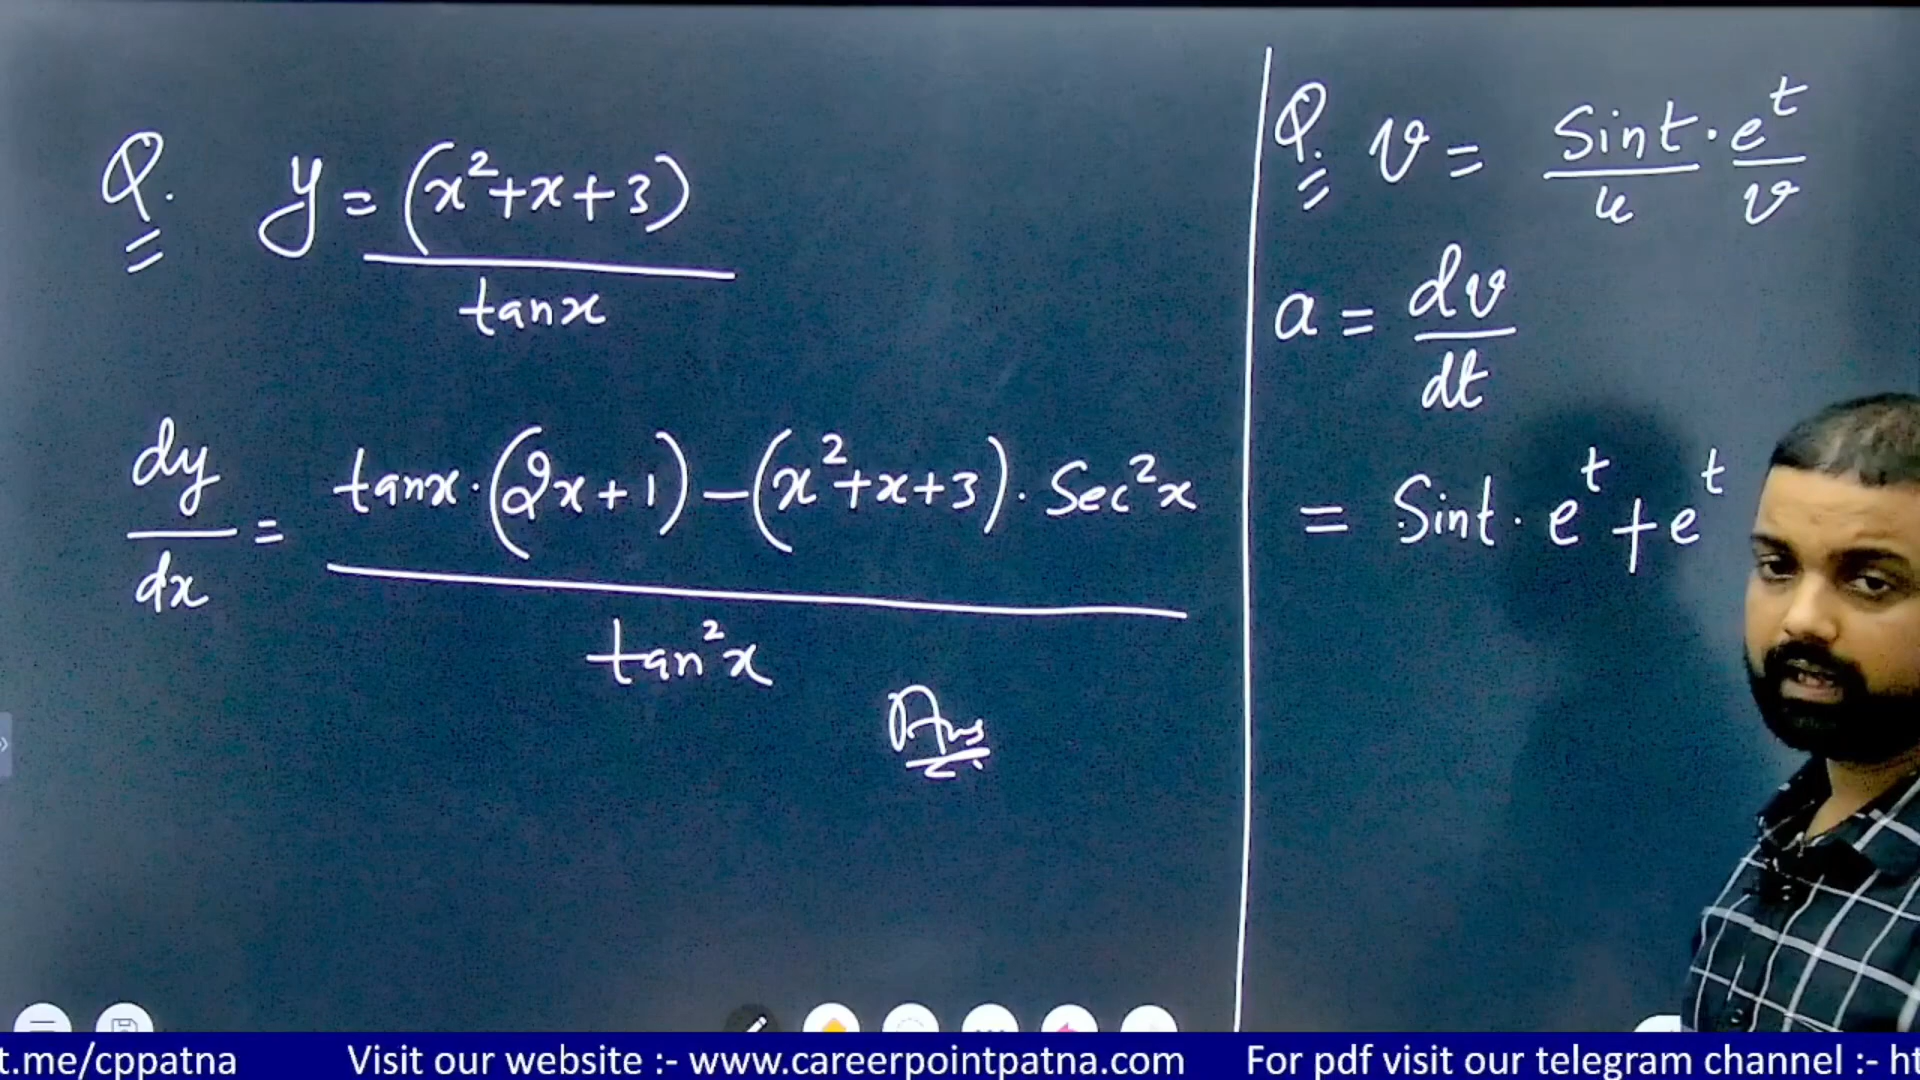 Q. y = (x²+x+3)
tanx
dy
dx
= tanx·(2x+1)-(x²+x+3)·Sec²x
tan²x
Ans
Q. v = Sint·e^t
u v
a = dv
dt
= Sint·e^t+e^t
t.me/cppatna Visit our website :- www.careerpointpatna.com For pdf visit our telegram channel :- ht